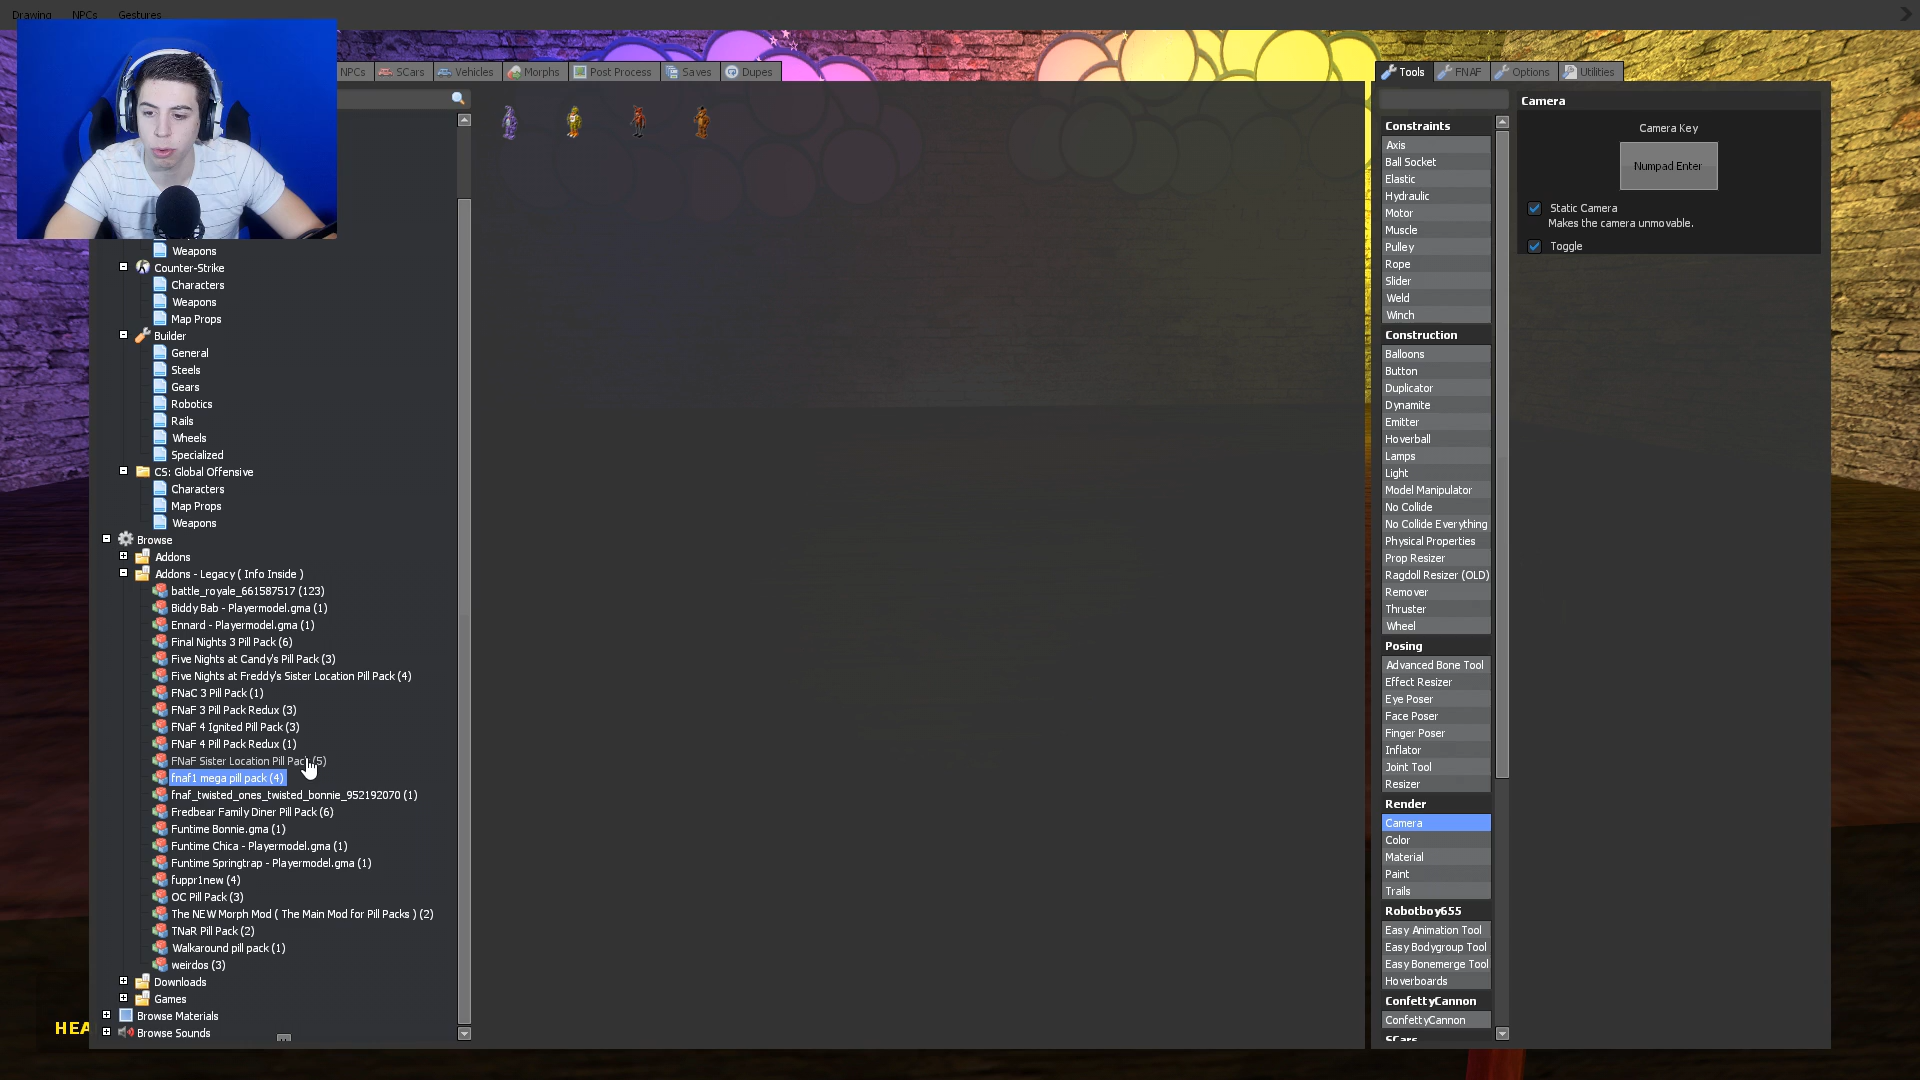 Drawing NPCs Gestures
NPCs SCars Vehicles Morphs Post Process Saves Dupes
Weapons
Counter-Strike
Characters
Weapons
Map Props
Builder
General
Steels
Gears
Robotics
Rails
Wheels
Specialized
CS: Global Offensive
Characters
Map Props
Weapons
Browse
Addons
Addons - Legacy ( Info Inside )
battle_royale_661587517 (123)
Biddy Bab - Playermodel.gma (1)
Ennard - Playermodel.gma (1)
Final Nights 3 Pill Pack (6)
Five Nights at Candy's Pill Pack (3)
Five Nights at Freddy's Sister Location Pill Pack (4)
FNaC 3 Pill Pack (1)
FNaF 3 Pill Pack Redux (3)
FNaF 4 Ignited Pill Pack (3)
FNaF 4 Pill Pack Redux (1)
FNaF Sister Location Pill Pack (5)
fnaf1 mega pill pack (4)
fnaf_twisted_ones_twisted_bonnie_952192070 (1)
Fredbear Family Diner Pill Pack (6)
Funtime Bonnie.gma (1)
Funtime Chica - Playermodel.gma (1)
Funtime Springtrap - Playermodel.gma (1)
fuppr1new (4)
OC Pill Pack (3)
The NEW Morph Mod ( The Main Mod for Pill Packs ) (2)
TNaR Pill Pack (2)
Walkaround pill pack (1)
weirdos (3)
Downloads
Games
Browse Materials
Browse Sounds
HEA
Tools FNAF Options Utilities
Constraints
Axis
Ball Socket
Elastic
Hydraulic
Motor
Muscle
Pulley
Rope
Slider
Weld
Winch
Construction
Balloons
Button
Duplicator
Dynamite
Emitter
Hoverball
Lamps
Light
Model Manipulator
No Collide
No Collide Everything
Physical Properties
Prop Resizer
Ragdoll Resizer (OLD)
Remover
Thruster
Wheel
Posing
Advanced Bone Tool
Effect Resizer
Eye Poser
Face Poser
Finger Poser
Inflator
Joint Tool
Resizer
Render
Camera
Color
Material
Paint
Trails
Robotboy655
Easy Animation Tool
Easy Bodygroup Tool
Easy Bonemerge Tool
Hoverboards
ConfettyCannon
ConfettyCannon
SCars
Camera
Camera Key
Numpad Enter
Static Camera
Makes the camera unmovable.
Toggle